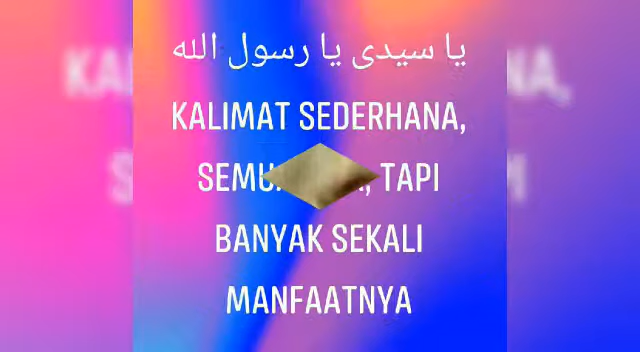 يا سيدى يا رسول الله
KALIMAT SEDERHANA,
TAPI
BANYAK SEKALI
MANFAATNYA